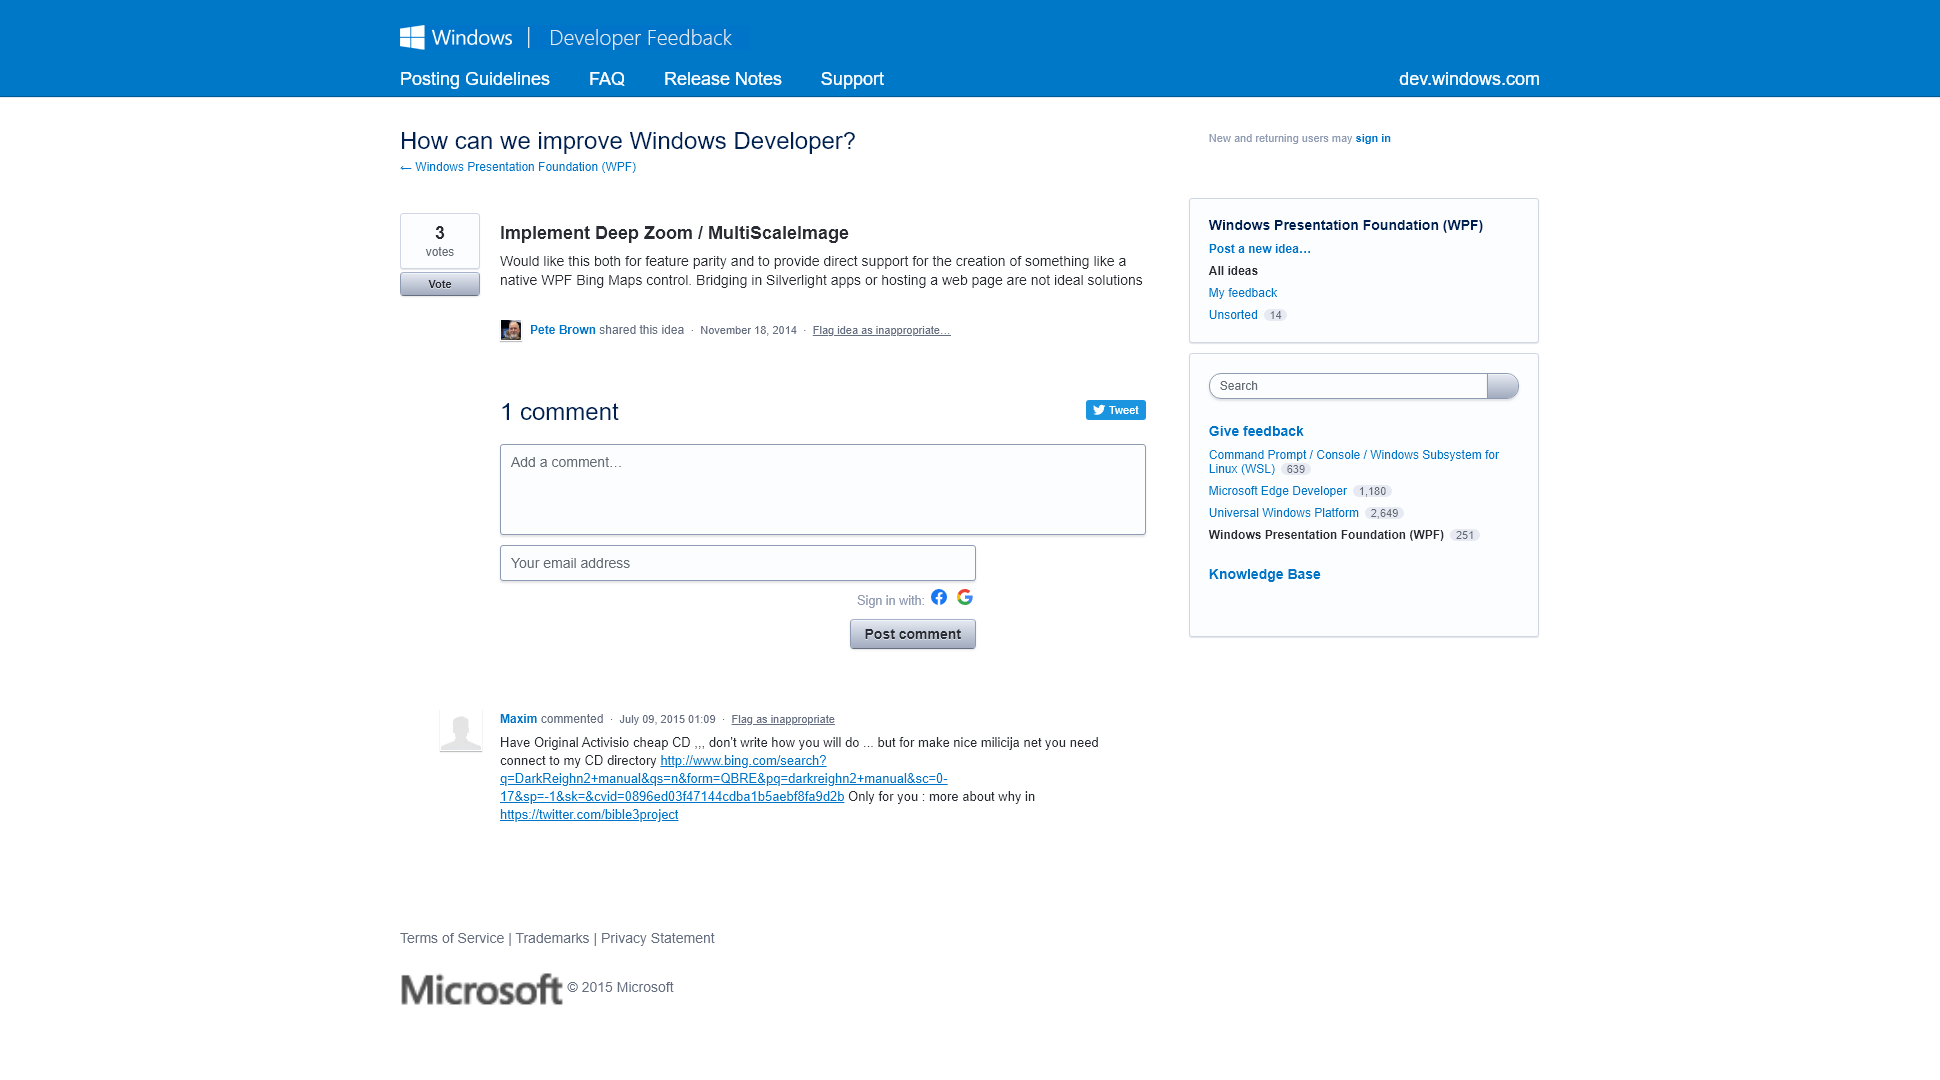 Windows | Developer Feedback
Posting Guidelines FAQ Release Notes Support dev.windows.com
How can we improve Windows Developer?
← Windows Presentation Foundation (WPF)
New and returning users may sign in
3
votes
Vote
Implement Deep Zoom / MultiScaleImage
Would like this both for feature parity and to provide direct support for the creation of something like a
native WPF Bing Maps control. Bridging in Silverlight apps or hosting a web page are not ideal solutions
Pete Brown shared this idea · November 18, 2014 · Flag idea as inappropriate…
1 comment
Tweet
Add a comment…
Your email address
Sign in with:
Post comment
Maxim commented · July 09, 2015 01:09 · Flag as inappropriate
Have Original Activisio cheap CD ,,, don't write how you will do ... but for make nice milicija net you need
connect to my CD directory http://www.bing.com/search?
q=DarkReighn2+manual&qs=n&form=QBRE&pq=darkreighn2+manual&sc=0-
17&sp=-1&sk=&cvid=0896ed03f47144cdba1b5aebf8fa9d2b Only for you : more about why in
https://twitter.com/bible3project
Windows Presentation Foundation (WPF)
Post a new idea…
All ideas
My feedback
Unsorted 14
Search
Give feedback
Command Prompt / Console / Windows Subsystem for
Linux (WSL) 639
Microsoft Edge Developer 1,180
Universal Windows Platform 2,649
Windows Presentation Foundation (WPF) 251
Knowledge Base
Terms of Service | Trademarks | Privacy Statement
Microsoft © 2015 Microsoft